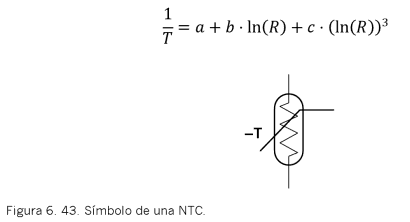 1/T = a + b · ln(R) + c · (ln(R))³
–T
Figura 6. 43. Símbolo de una NTC.